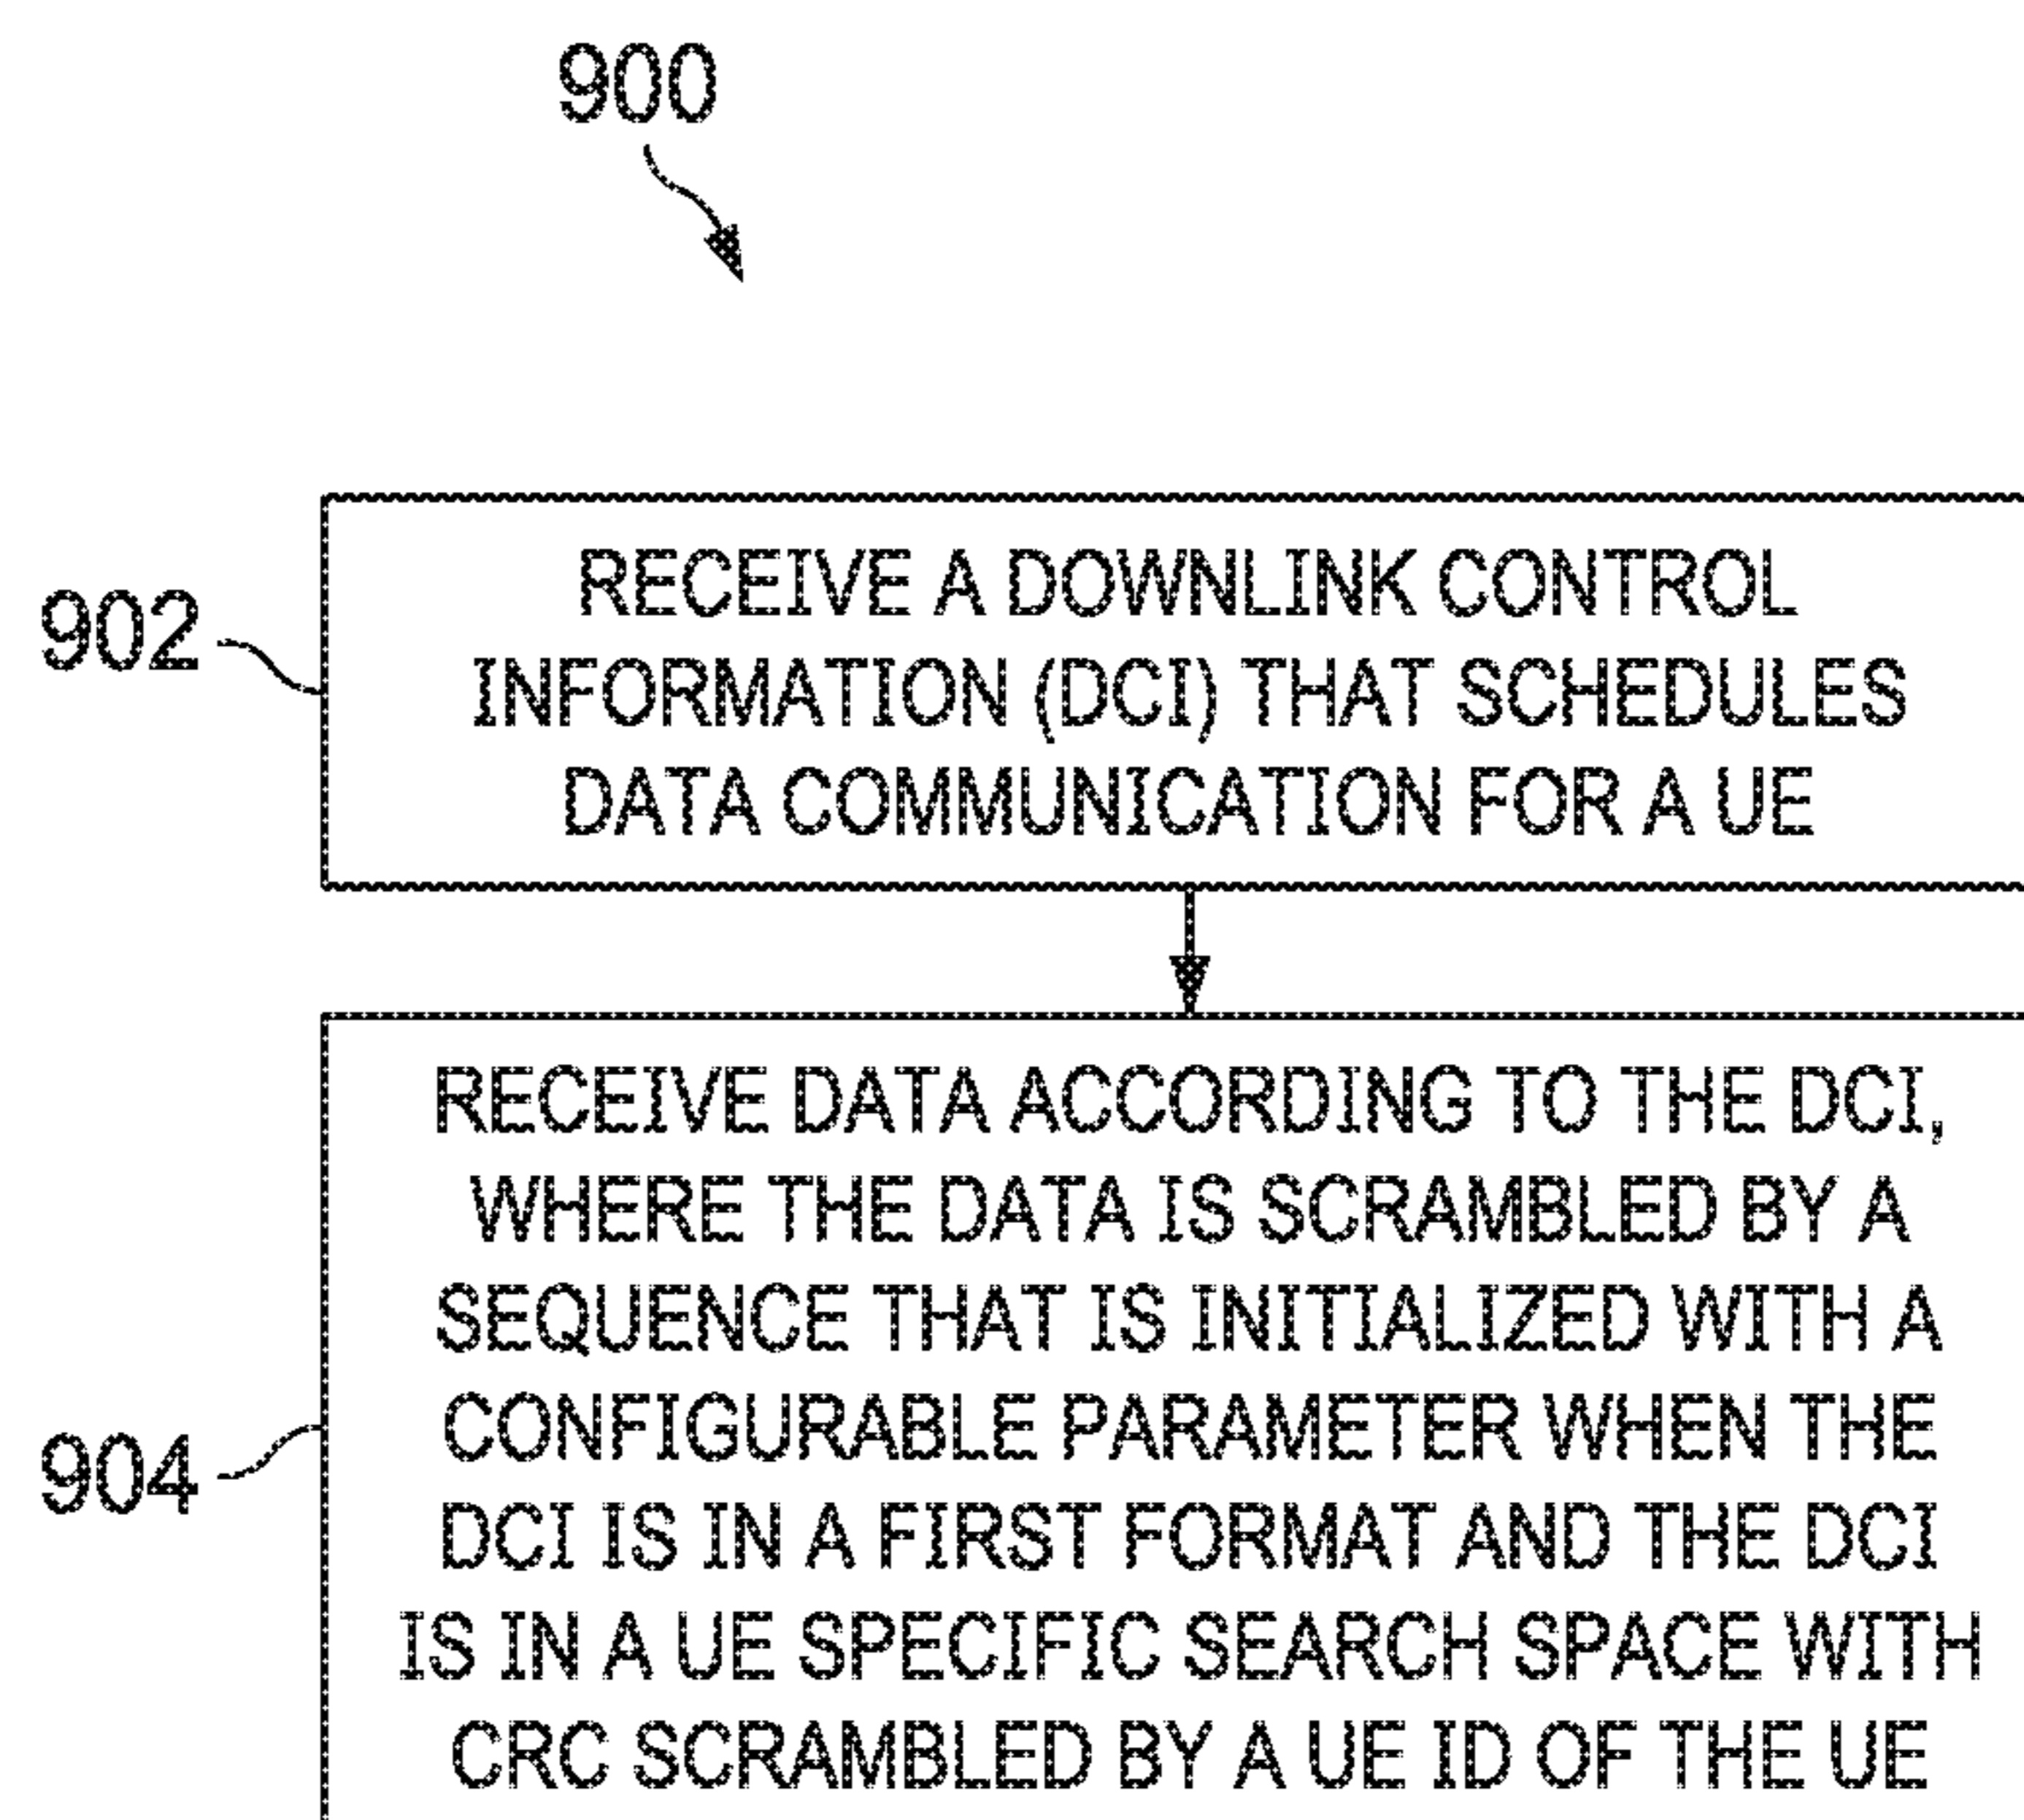 900
902
RECEIVE A DOWNLINK CONTROL
INFORMATION (DCI) THAT SCHEDULES
DATA COMMUNICATION FOR A UE
904
RECEIVE DATA ACCORDING TO THE DCI,
WHERE THE DATA IS SCRAMBLED BY A
SEQUENCE THAT IS INITIALIZED WITH A
CONFIGURABLE PARAMETER WHEN THE
DCI IS IN A FIRST FORMAT AND THE DCI
IS IN A UE SPECIFIC SEARCH SPACE WITH
CRC SCRAMBLED BY A UE ID OF THE UE